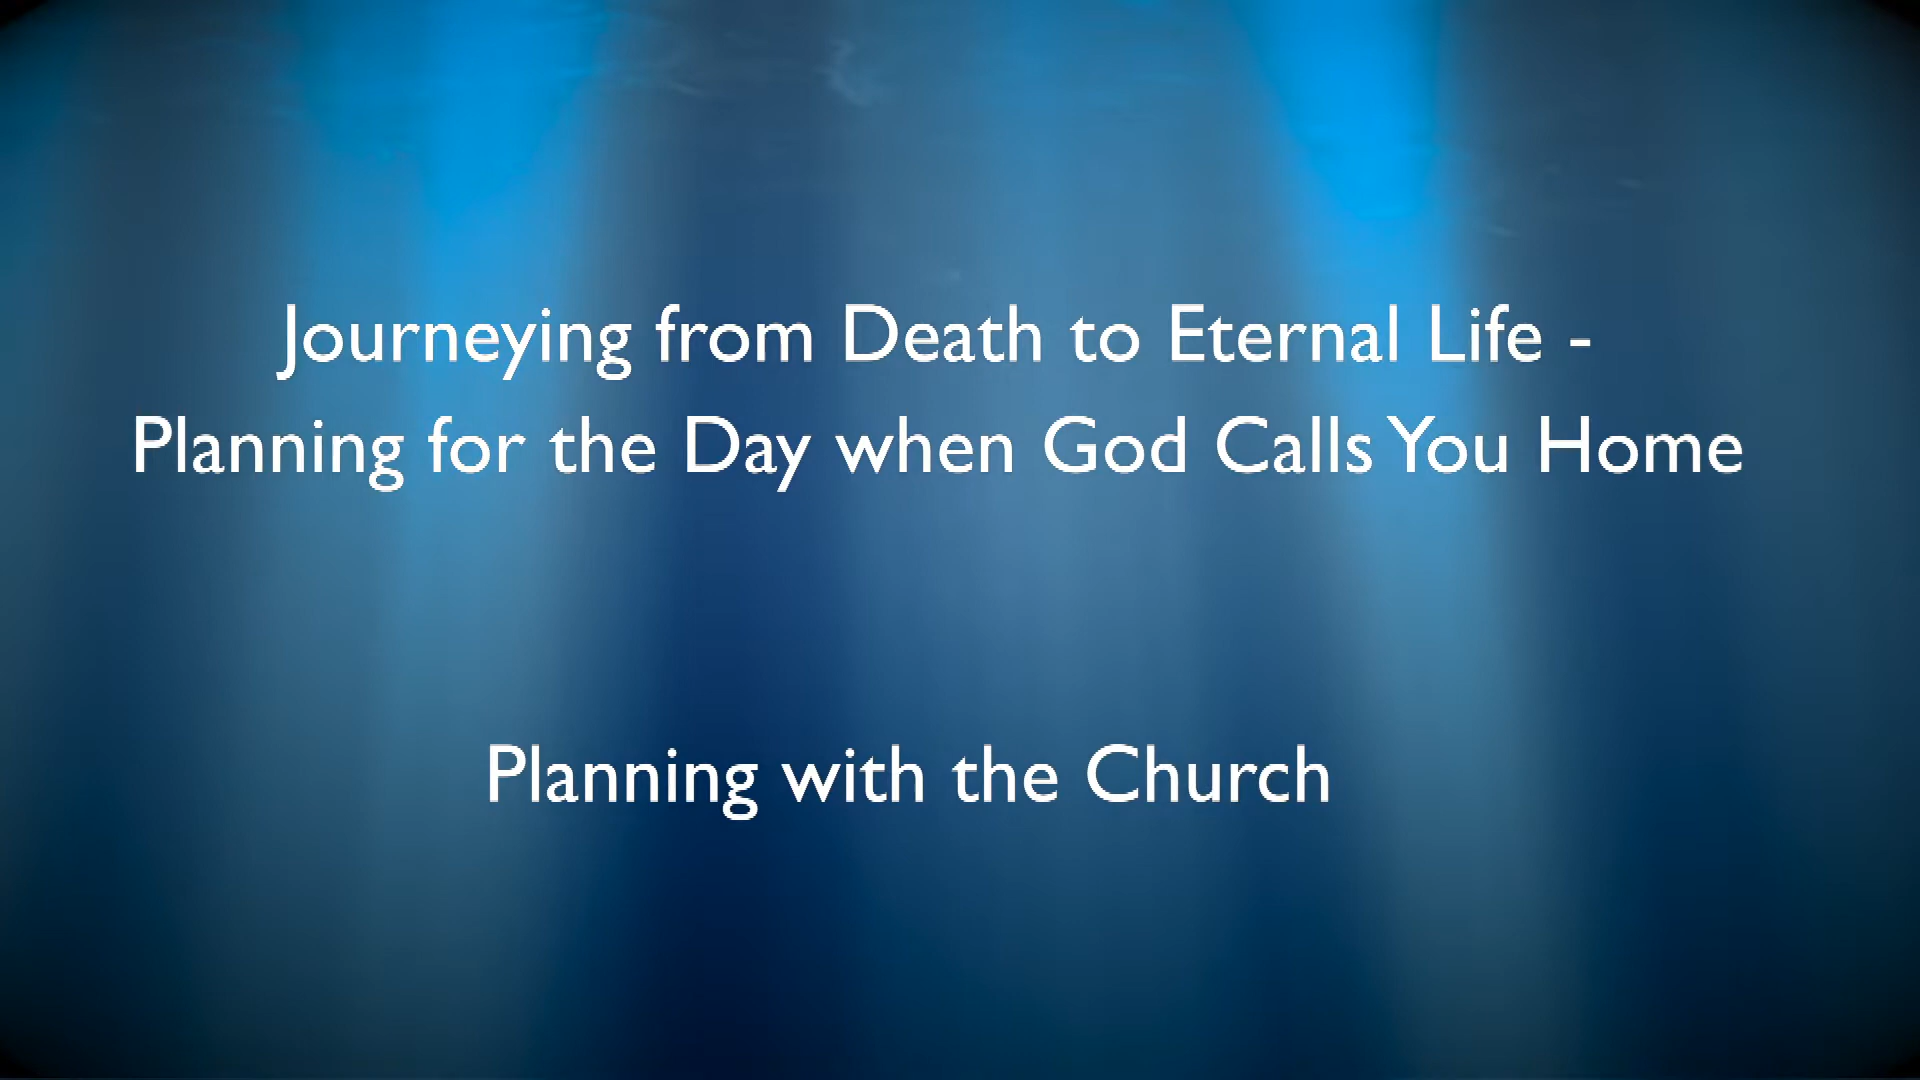 Journeying from Death to Eternal Life -
Planning for the Day when God Calls You Home
Planning with the Church